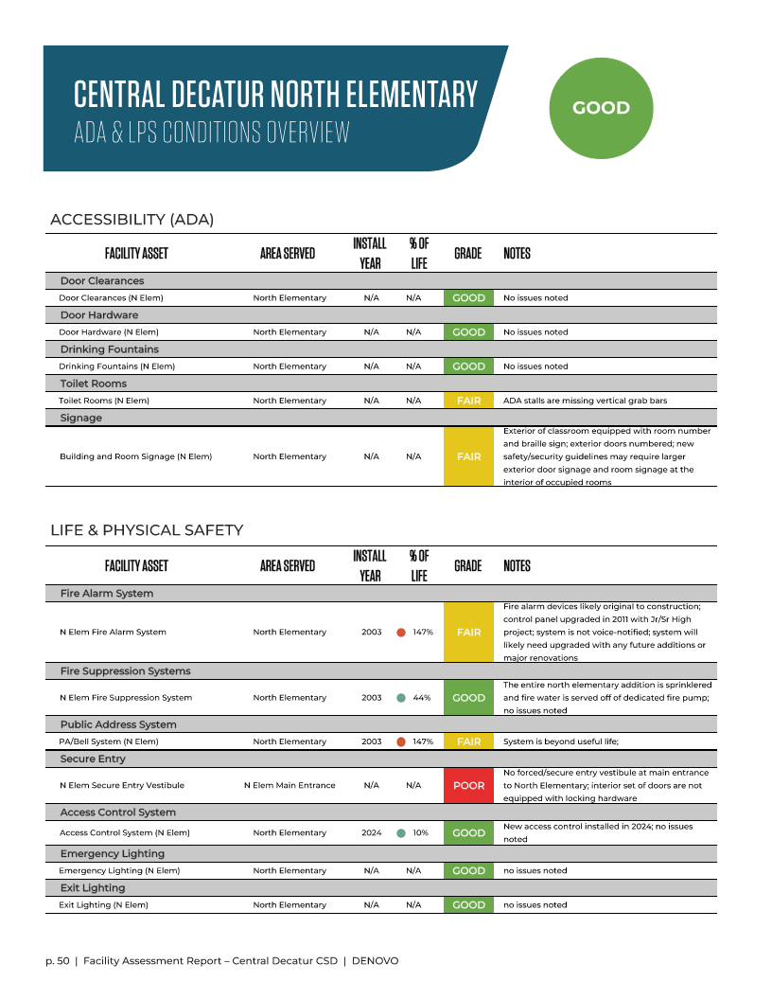 CENTRAL DECATUR NORTH ELEMENTARY
ADA & LPS CONDITIONS OVERVIEW
GOOD
ACCESSIBILITY (ADA)
FACILITY ASSET AREA SERVED INSTALL YEAR % OF LIFE GRADE NOTES
Door Clearances
Door Clearances (N Elem) North Elementary N/A N/A GOOD No issues noted
Door Hardware
Door Hardware (N Elem) North Elementary N/A N/A GOOD No issues noted
Drinking Fountains
Drinking Fountains (N Elem) North Elementary N/A N/A GOOD No issues noted
Toilet Rooms
Toilet Rooms (N Elem) North Elementary N/A N/A FAIR ADA stalls are missing vertical grab bars
Signage
Building and Room Signage (N Elem) North Elementary N/A N/A FAIR
Exterior of classroom equipped with room number
and braille sign; exterior doors numbered; new
safety/security guidelines may require larger
exterior door signage and room signage at the
interior of occupied rooms
LIFE & PHYSICAL SAFETY
FACILITY ASSET AREA SERVED INSTALL YEAR % OF LIFE GRADE NOTES
Fire Alarm System
N Elem Fire Alarm System North Elementary 2003 147% FAIR
Fire alarm devices likely original to construction;
control panel upgraded in 2011 with Jr/Sr High
project; system is not voice-notified; system will
likely need upgraded with any future additions or
major renovations
Fire Suppression Systems
N Elem Fire Suppression System North Elementary 2003 44% GOOD
The entire north elementary addition is sprinklered
and fire water is served off of dedicated fire pump;
no issues noted
Public Address System
PA/Bell System (N Elem) North Elementary 2003 147% FAIR System is beyond useful life;
Secure Entry
N Elem Secure Entry Vestibule N Elem Main Entrance N/A N/A POOR
No forced/secure entry vestibule at main entrance
to North Elementary; interior set of doors are not
equipped with locking hardware
Access Control System
Access Control System (N Elem) North Elementary 2024 10% GOOD
New access control installed in 2024; no issues
noted
Emergency Lighting
Emergency Lighting (N Elem) North Elementary N/A N/A GOOD no issues noted
Exit Lighting
Exit Lighting (N Elem) North Elementary N/A N/A GOOD no issues noted
p. 50 | Facility Assessment Report – Central Decatur CSD | DENOVO